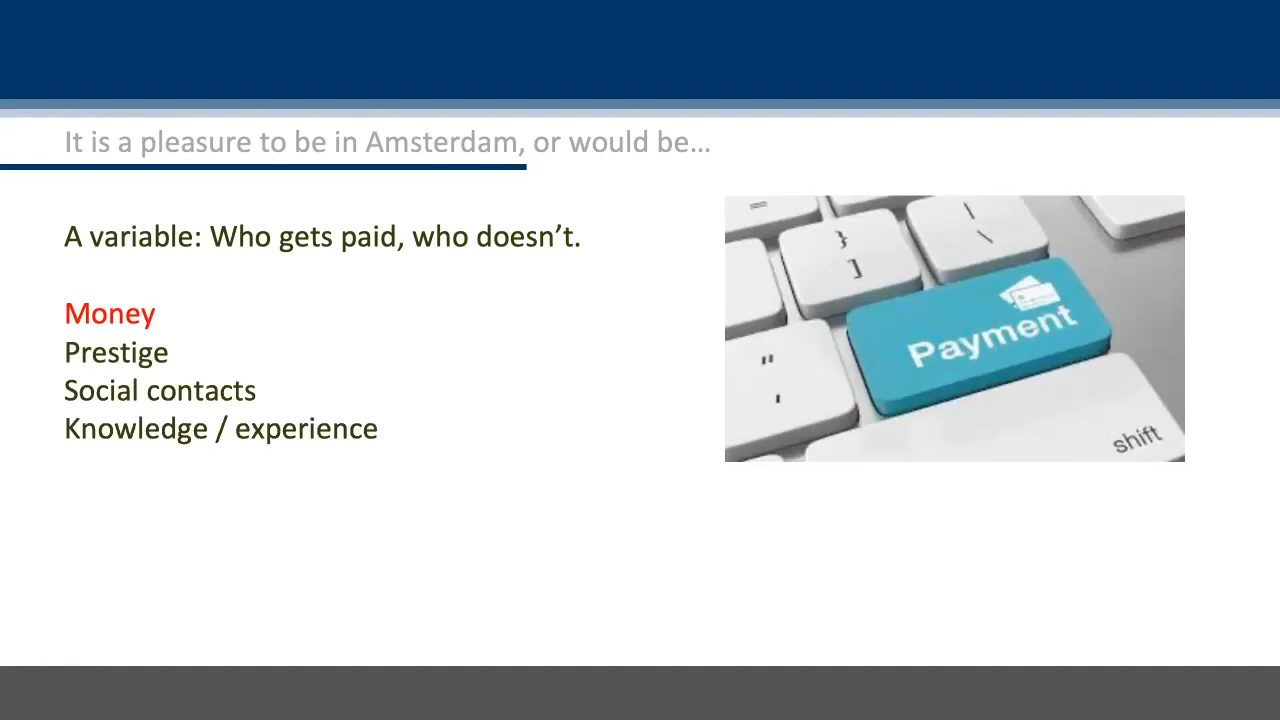 It is a pleasure to be in Amsterdam, or would be…
A variable: Who gets paid, who doesn’t.
Money
Prestige
Social contacts
Knowledge / experience
=
}
]
|
\
"
'
Payment
shift